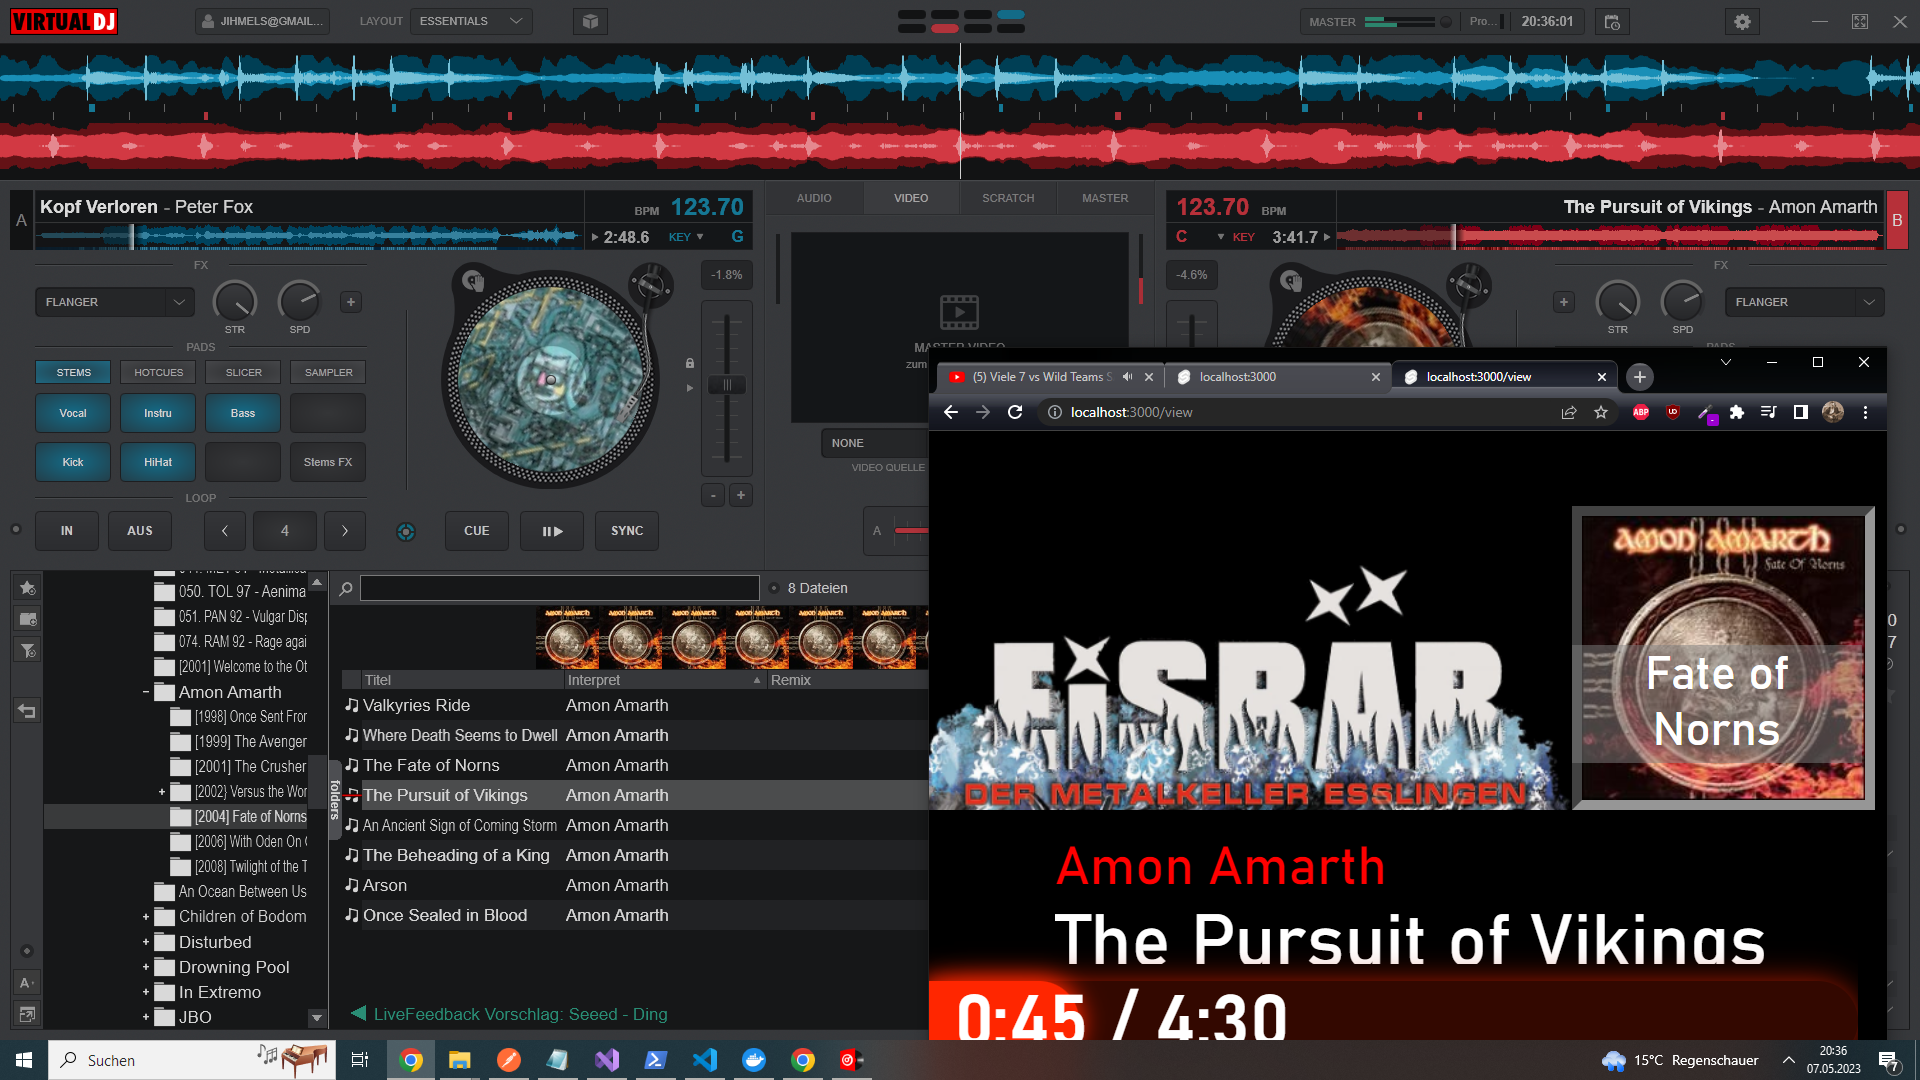 VIRTUAL DJ
JIHMELS@GMAIL...
LAYOUT
ESSENTIALS
MASTER
Pro...
20:36:01
A
Kopf Verloren - Peter Fox
BPM 123.70
2:48.6
KEY
G
AUDIO
VIDEO
SCRATCH
MASTER
123.70 BPM
C
KEY
3:41.7
The Pursuit of Vikings - Amon Amarth
B
FX
FLANGER
STR
SPD
-1.8%
-4.6%
FX
STR
SPD
FLANGER
PADS
STEMS
HOTCUES
SLICER
SAMPLER
Vocal
Instru
Bass
Kick
HiHat
Stems FX
LOOP
IN
AUS
4
CUE
SYNC
zum
NONE
VIDEO QUELLE
A
(5) Viele 7 vs Wild Teams S
localhost:3000
localhost:3000/view
localhost:3000/view
ABP
EISBÄR
DER METALKELLER ESSLINGEN
AMON AMARTH
Fate Of Norns
Fate of
Norns
Amon Amarth
The Pursuit of Vikings
0:45 / 4:30
050. TOL 97 - Aenima
051. PAN 92 - Vulgar Disp
074. RAM 92 - Rage agai
[2001] Welcome to the Ot
Amon Amarth
[1998] Once Sent Fror
[1999] The Avenger
[2001] The Crusher
[2002} Versus the Wor
[2004] Fate of Norns
[2006] With Oden On (
[2008] Twilight of the T
An Ocean Between Us
Children of Bodom
Disturbed
Drowning Pool
In Extremo
JBO
folders
8 Dateien
Titel
Interpret
Remix
Valkyries Ride Amon Amarth
Where Death Seems to Dwell Amon Amarth
The Fate of Norns Amon Amarth
The Pursuit of Vikings Amon Amarth
An Ancient Sign of Coming Storm Amon Amarth
The Beheading of a King Amon Amarth
Arson Amon Amarth
Once Sealed in Blood Amon Amarth
LiveFeedback Vorschlag: Seeed - Ding
Suchen
15°C Regenschauer
20:36
07.05.2023
7